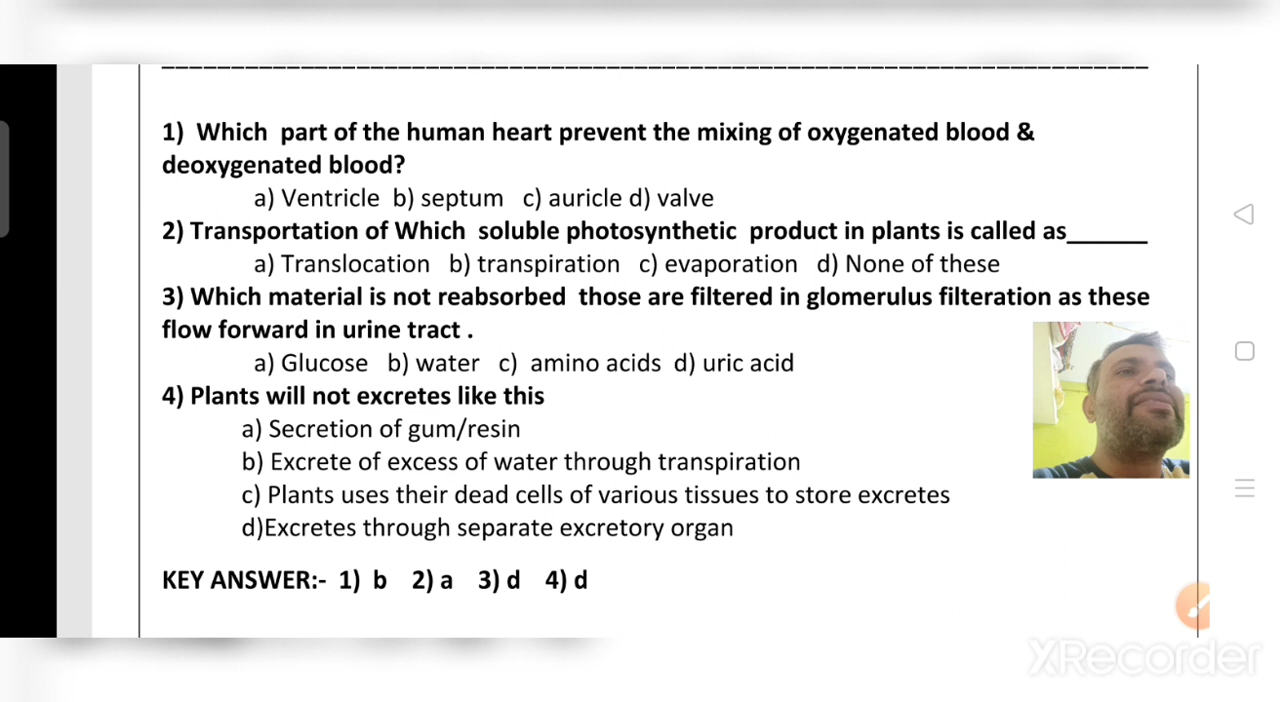 1) Which part of the human heart prevent the mixing of oxygenated blood &
deoxygenated blood?
a) Ventricle b) septum c) auricle d) valve
2) Transportation of Which soluble photosynthetic product in plants is called as______
a) Translocation b) transpiration c) evaporation d) None of these
3) Which material is not reabsorbed those are filtered in glomerulus filteration as these
flow forward in urine tract .
a) Glucose b) water c) amino acids d) uric acid
4) Plants will not excretes like this
a) Secretion of gum/resin
b) Excrete of excess of water through transpiration
c) Plants uses their dead cells of various tissues to store excretes
d)Excretes through separate excretory organ
KEY ANSWER:- 1) b 2) a 3) d 4) d
XRecorder